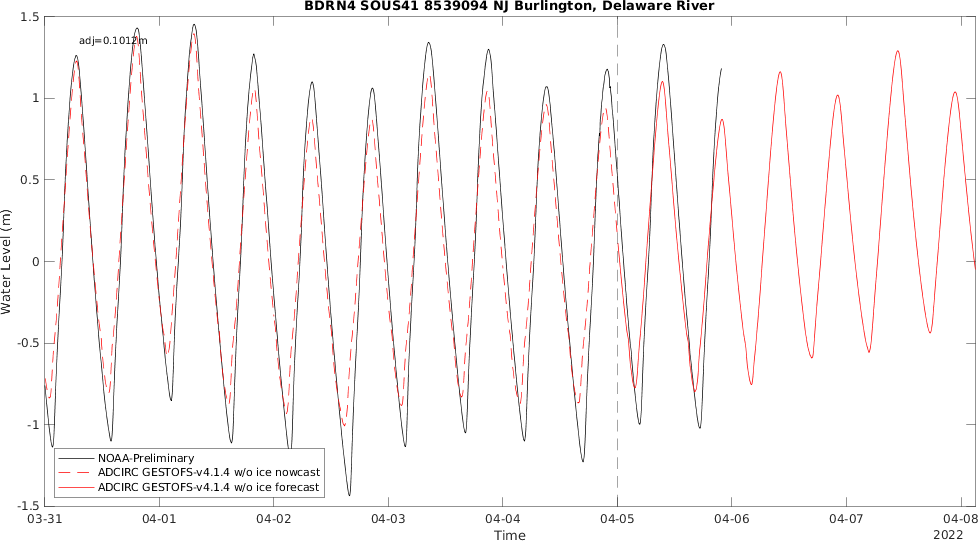 BDRN4 SOUS41 8539094 NJ Burlington, Delaware River
adj=0.1012m
Water Level (m)
1.5
1
0.5
0
-0.5
-1
-1.5
NOAA-Preliminary
ADCIRC GESTOFS-v4.1.4 w/o ice nowcast
ADCIRC GESTOFS-v4.1.4 w/o ice forecast
03-31 04-01 04-02 04-03 04-04 04-05 04-06 04-07 04-08
Time
2022